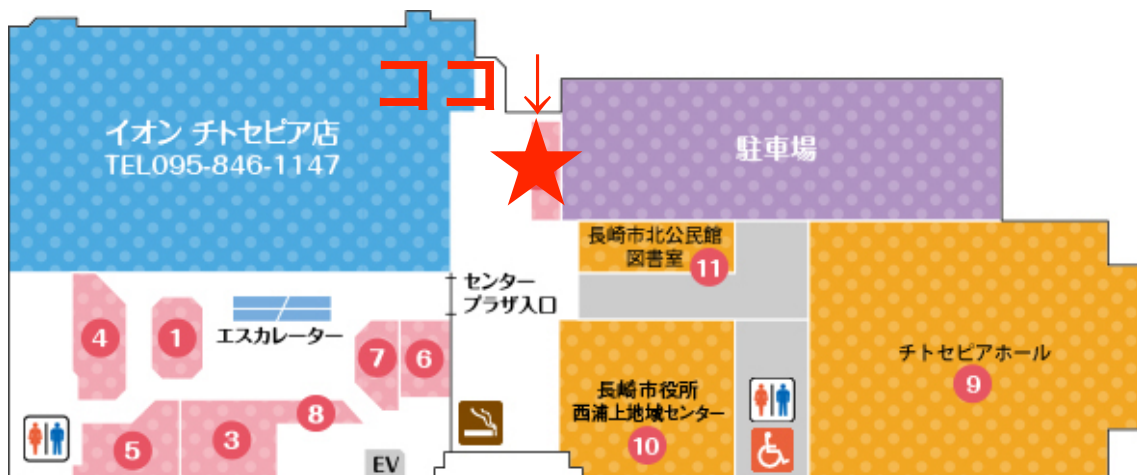 ココ
↓
イオン チトセピア店
TEL095-846-1147
駐車場
長崎市北公民館
図書室
11
センター
プラザ入口
エスカレーター
4
1
7
6
チトセピアホール
9
長崎市役所
西浦上地域センター
10
8
5
3
EV